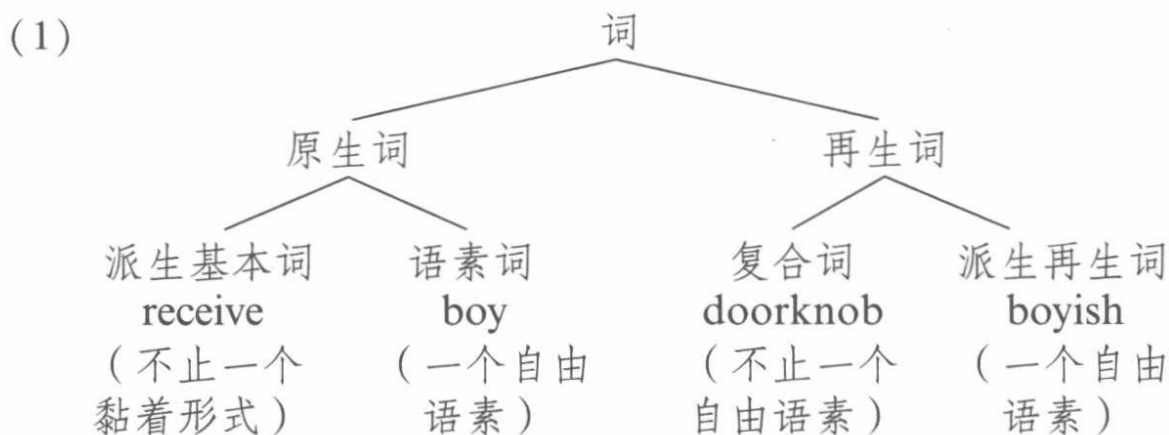 (1) 词
原生词 再生词
派生基本词 语素词 复合词 派生再生词
receive boy doorknob boyish
（不止一个 （一个自由 （不止一个 （一个自由
黏着形式） 语素） 自由语素） 语素）